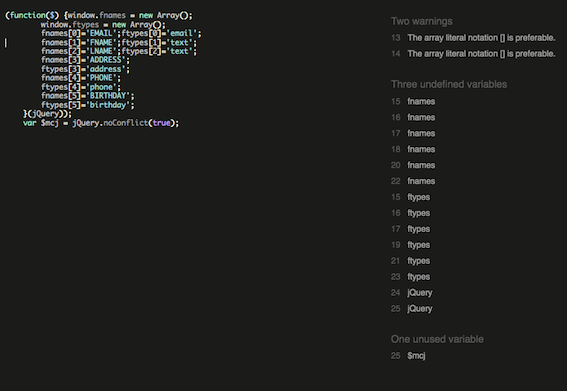 (function($) {window.fnames = new Array();
window.ftypes = new Array();
fnames[0]='EMAIL';ftypes[0]='email';
fnames[1]='FNAME';ftypes[1]='text';
fnames[2]='LNAME';ftypes[2]='text';
fnames[3]='ADDRESS';
ftypes[3]='address';
fnames[4]='PHONE';
ftypes[4]='phone';
fnames[5]='BIRTHDAY';
ftypes[5]='birthday';
}(jQuery));
var $mcj = jQuery.noConflict(true);
Two warnings
13 The array literal notation [] is preferable.
14 The array literal notation [] is preferable.
Three undefined variables
15 fnames
16 fnames
17 fnames
18 fnames
20 fnames
22 fnames
15 ftypes
16 ftypes
17 ftypes
19 ftypes
21 ftypes
23 ftypes
24 jQuery
25 jQuery
One unused variable
25 $mcj